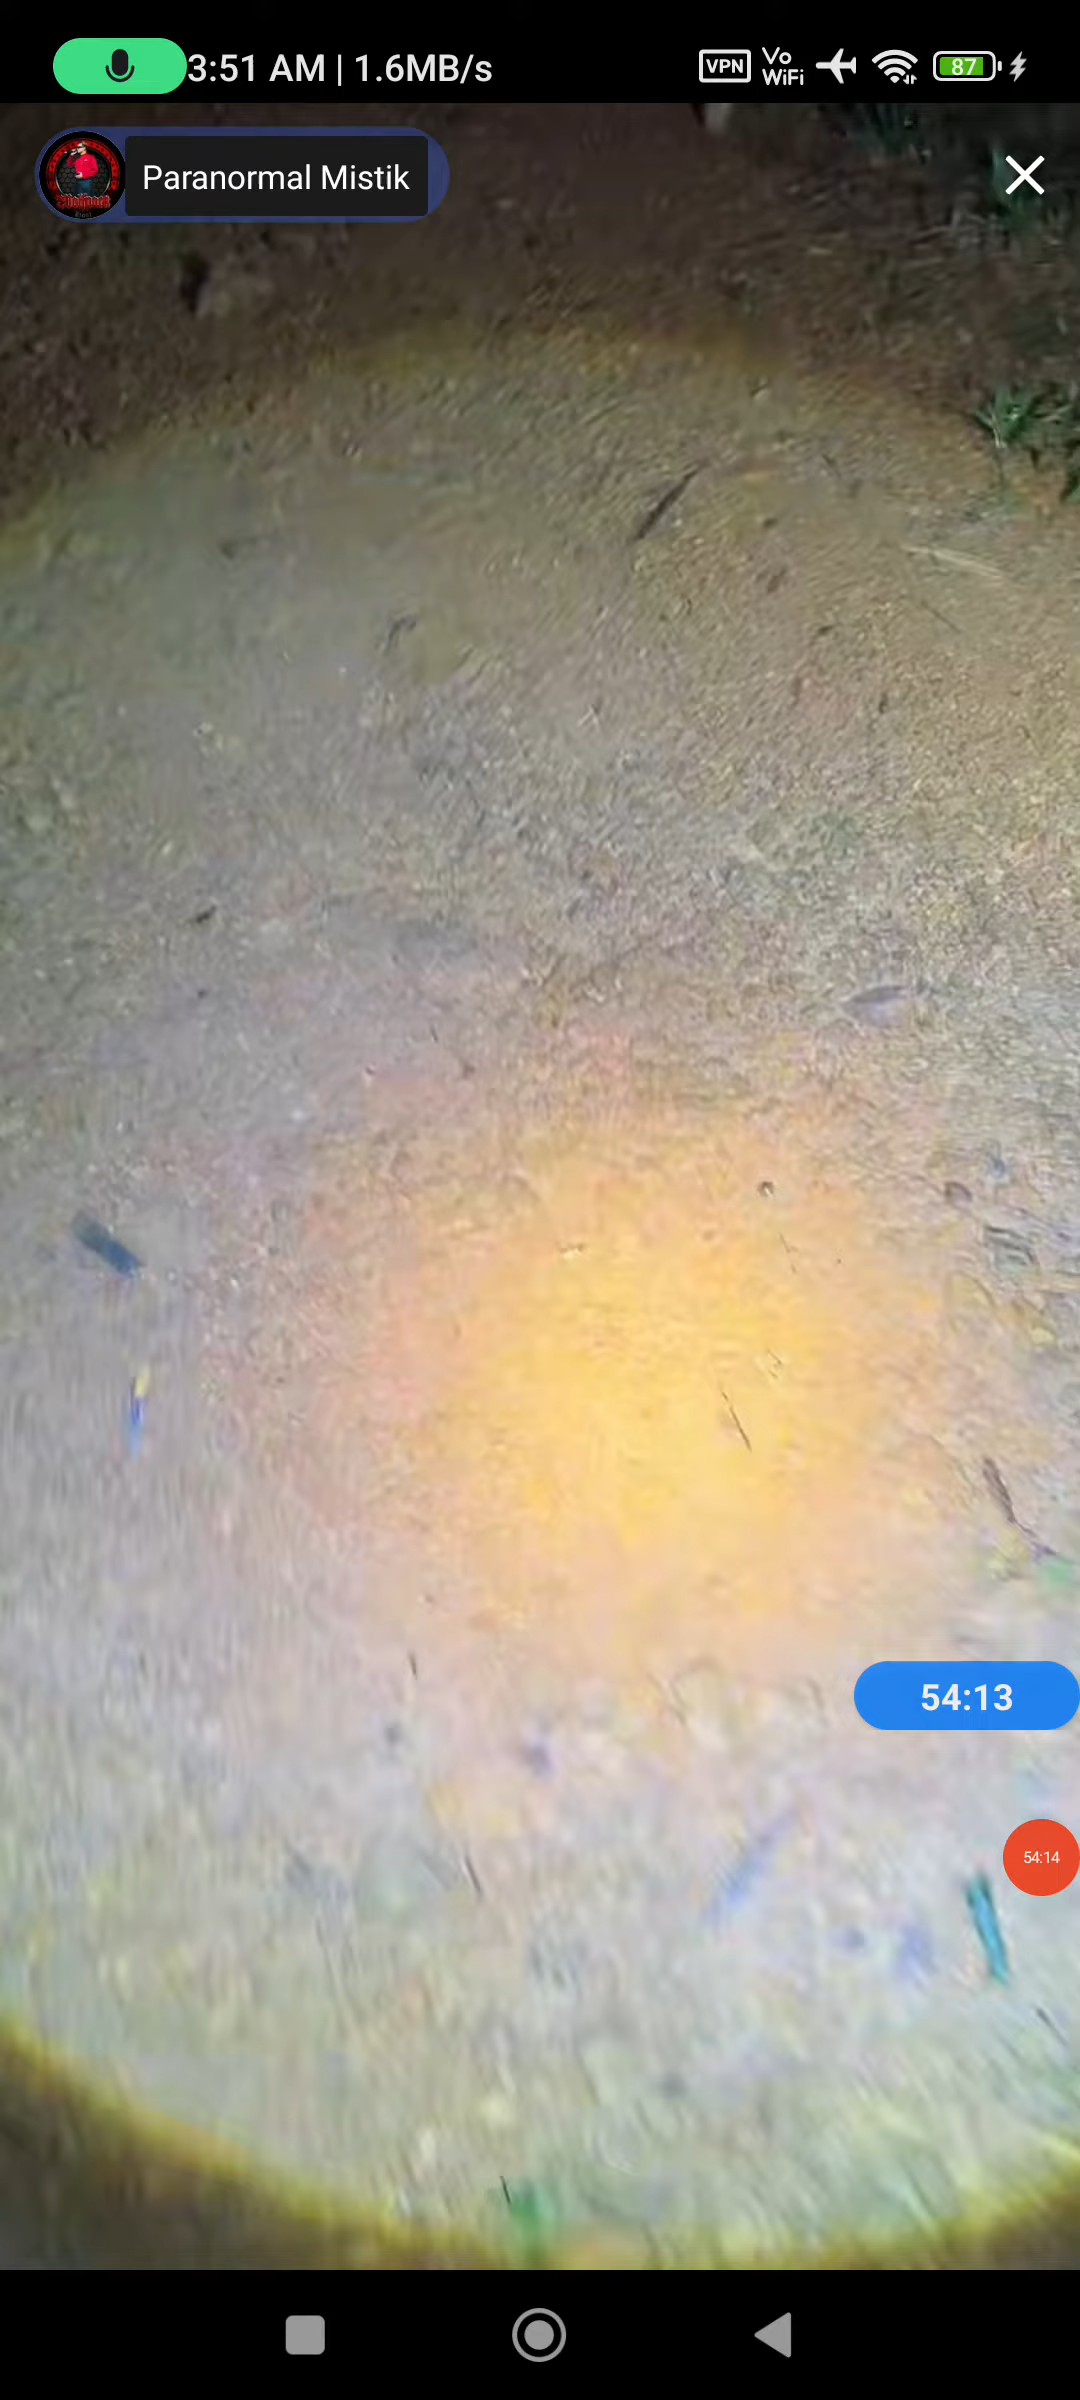 3:51 AM | 1.6MB/s
VPN
Vo
WiFi
87
Paranormal Mistik
54:13
54:14